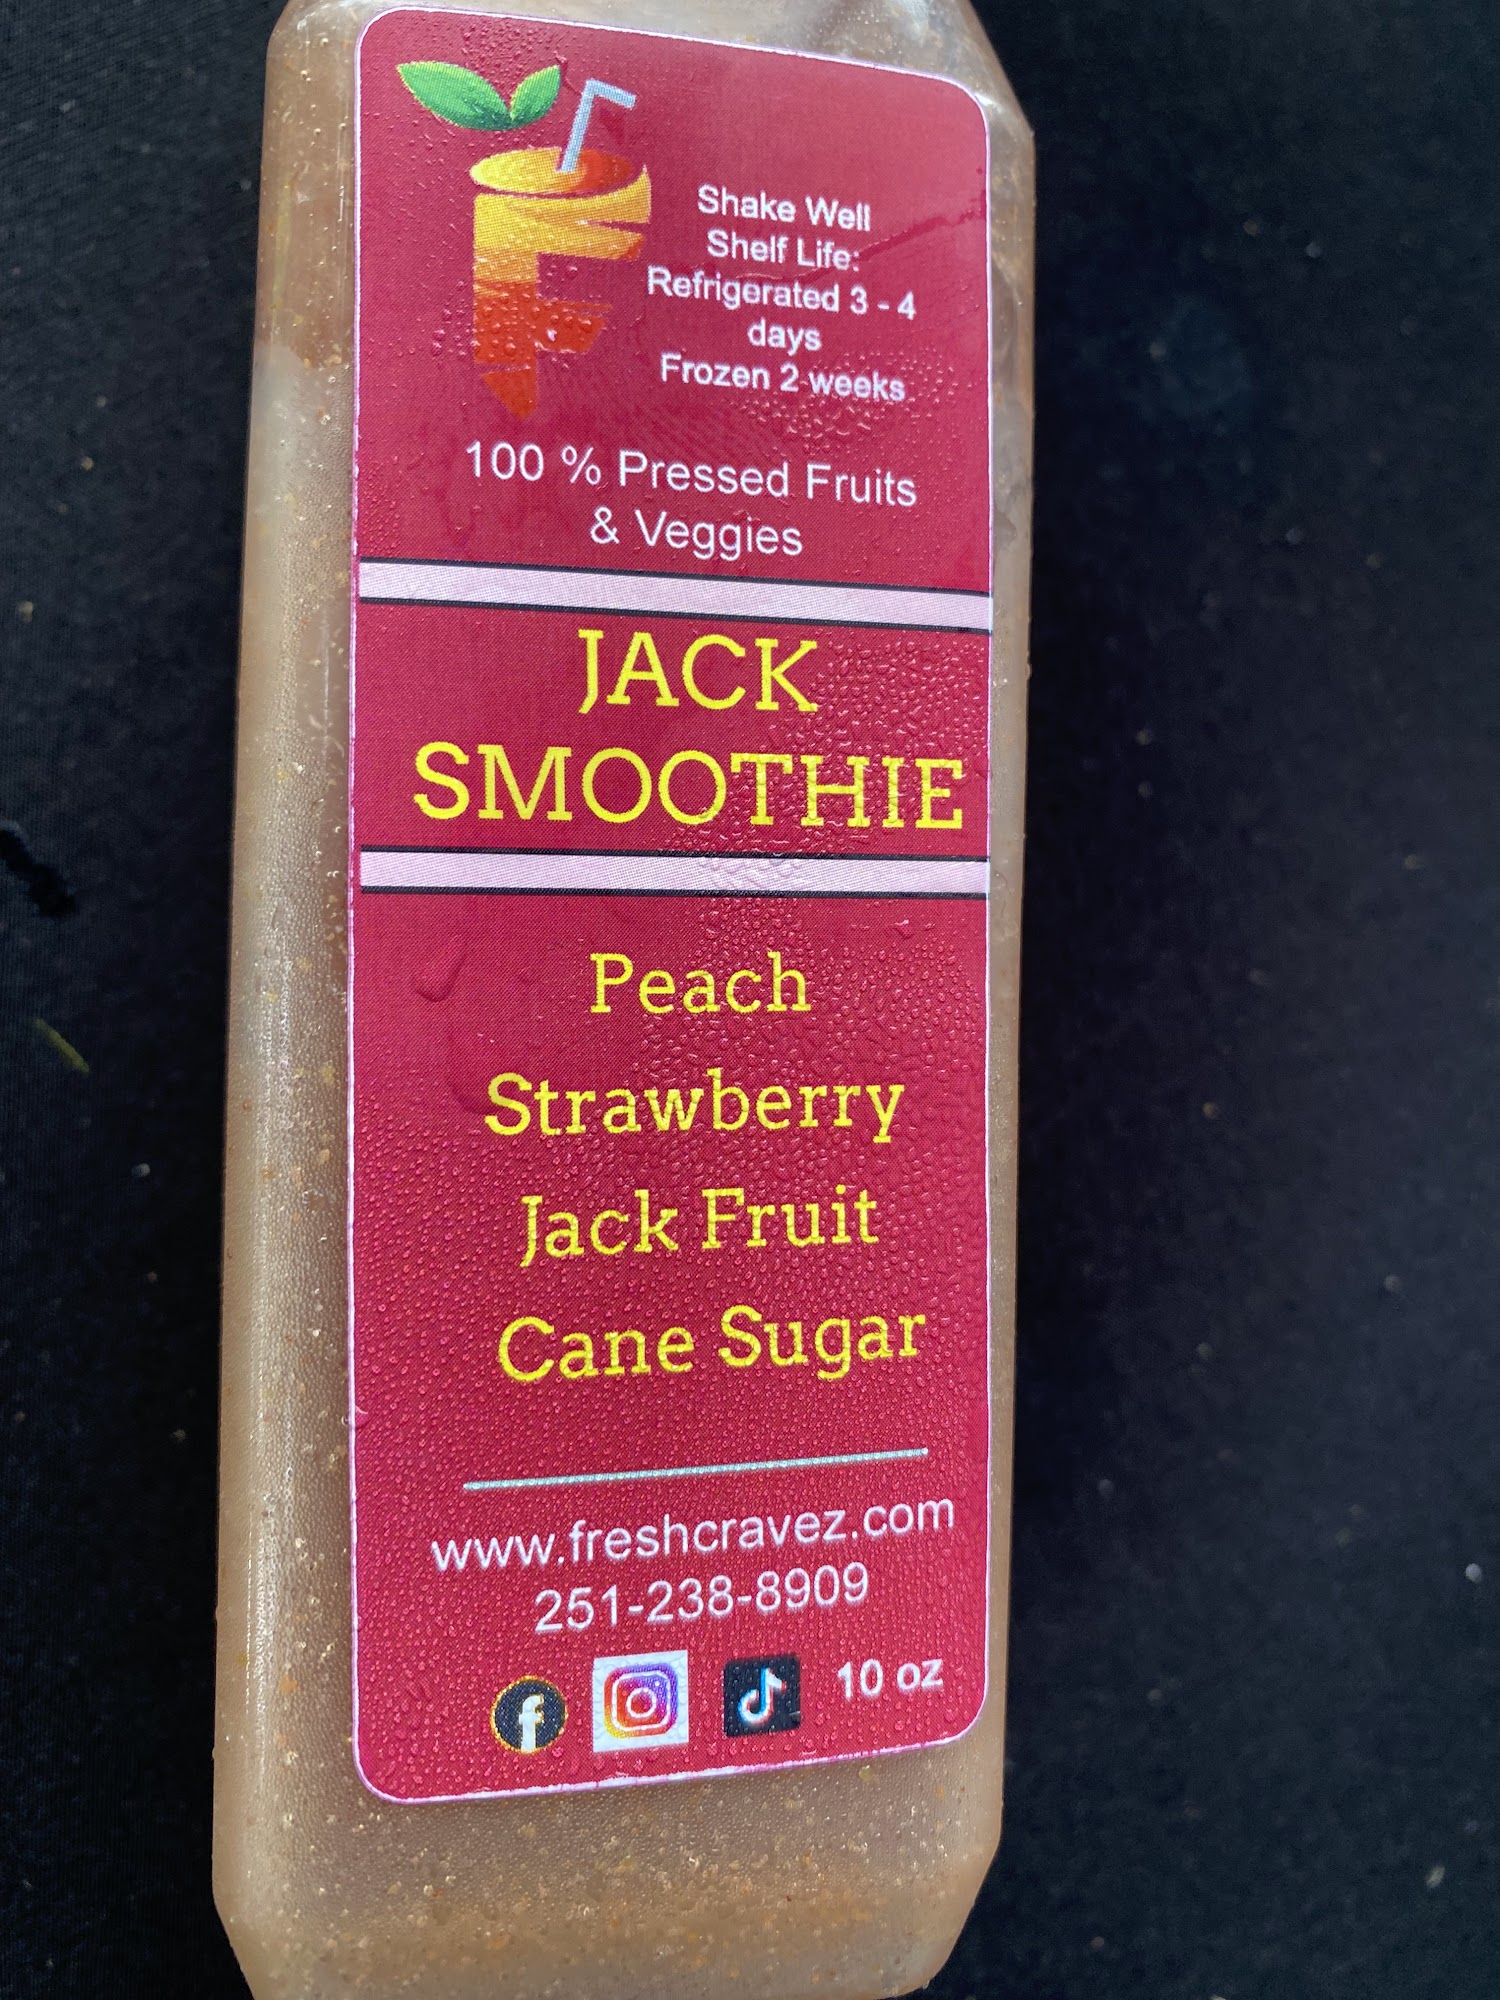 Shake Well
Shelf Life:
Refrigerated 3 - 4
days
Frozen 2 weeks
100 % Pressed Fruits
& Veggies
JACK
SMOOTHIE
Peach
Strawberry
Jack Fruit
Cane Sugar
www.freshcravez.com
251-238-8909
10 oz